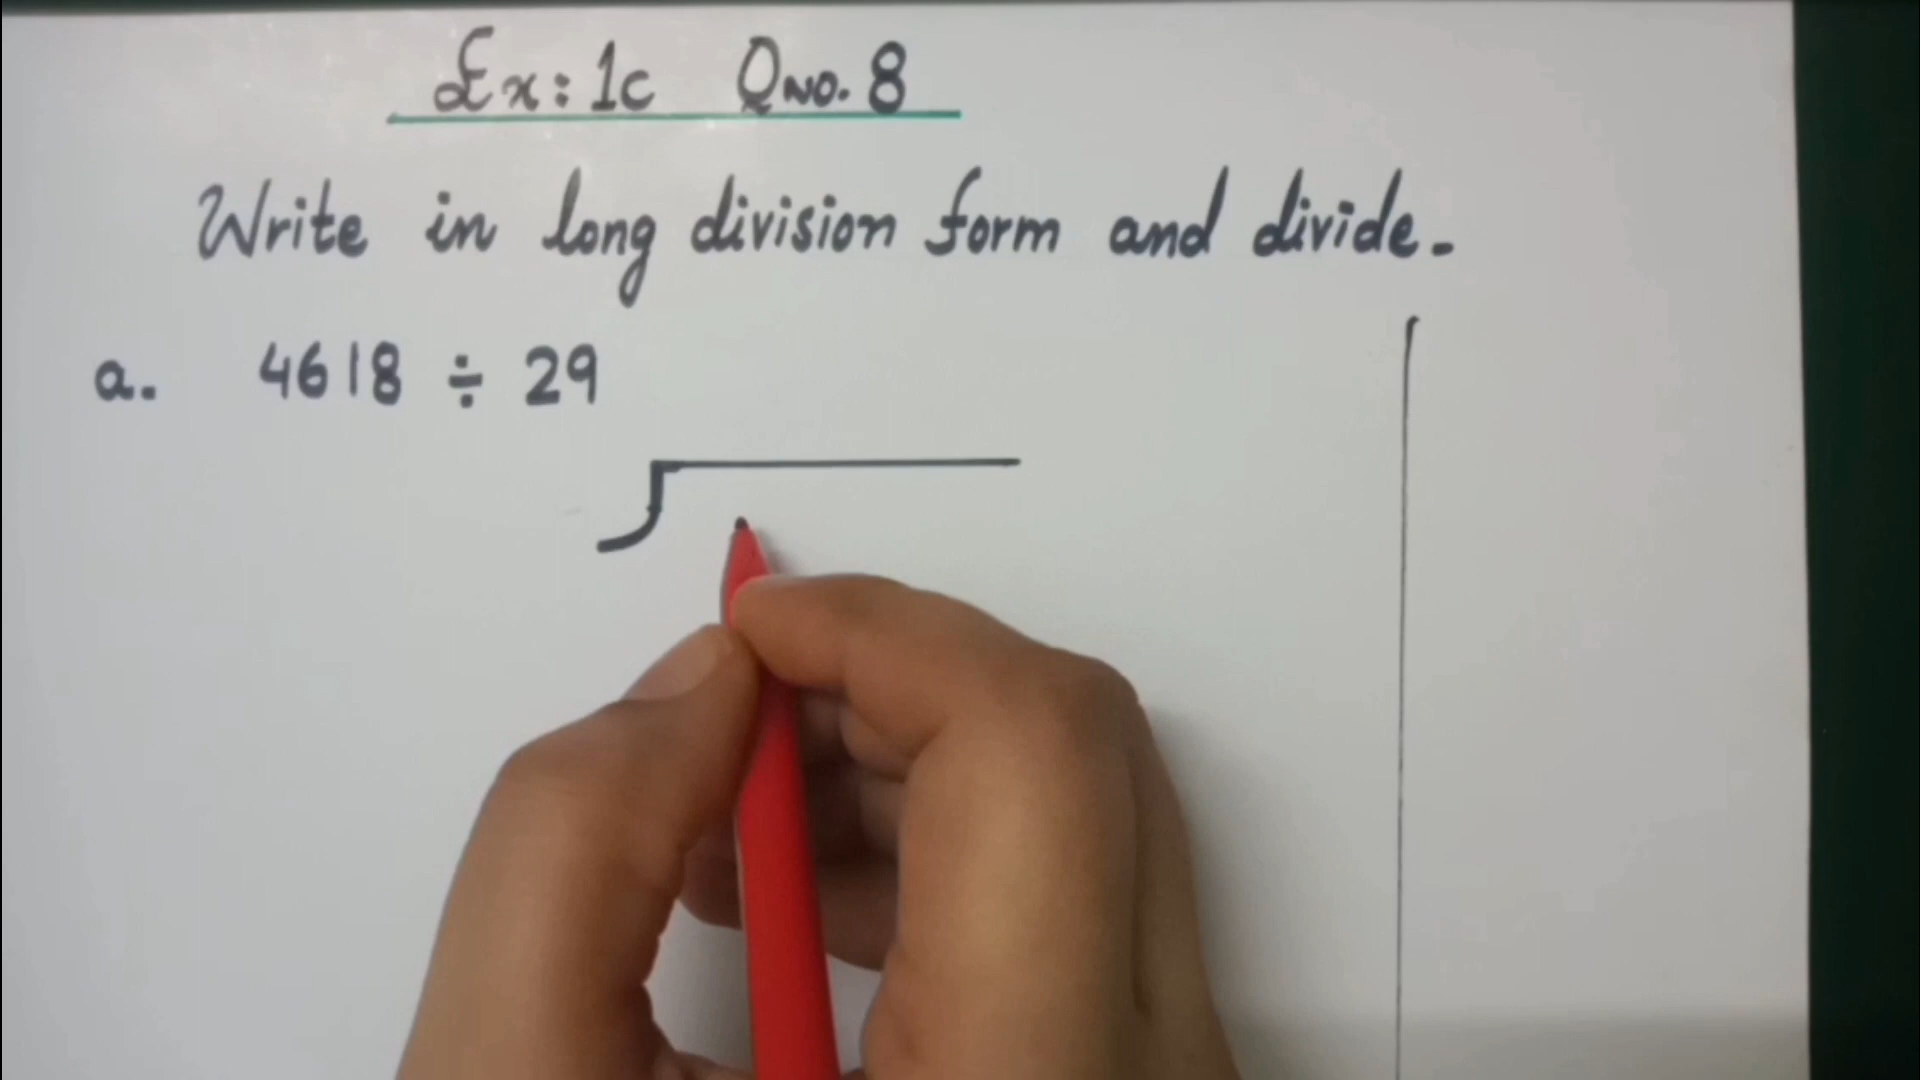 Ex: 1c Q no. 8
Write in long division form and divide.
a. 4618 ÷ 29